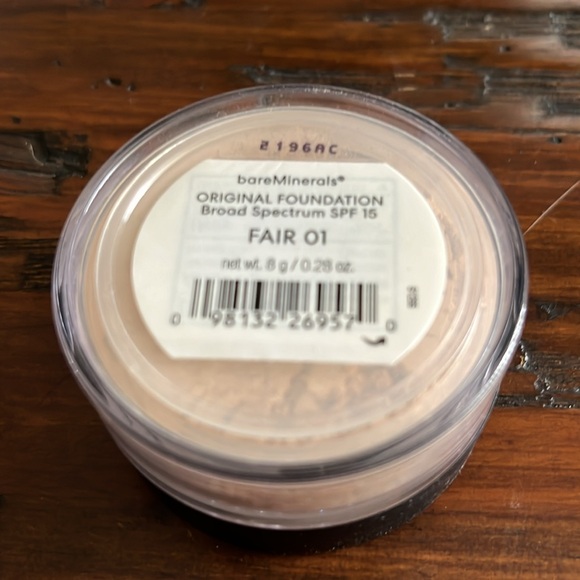 2196AC
bareMinerals®
ORIGINAL FOUNDATION
Broad Spectrum SPF 15
FAIR 01
net wt. 8 g / 0.28 oz.
0 98132 26957 0